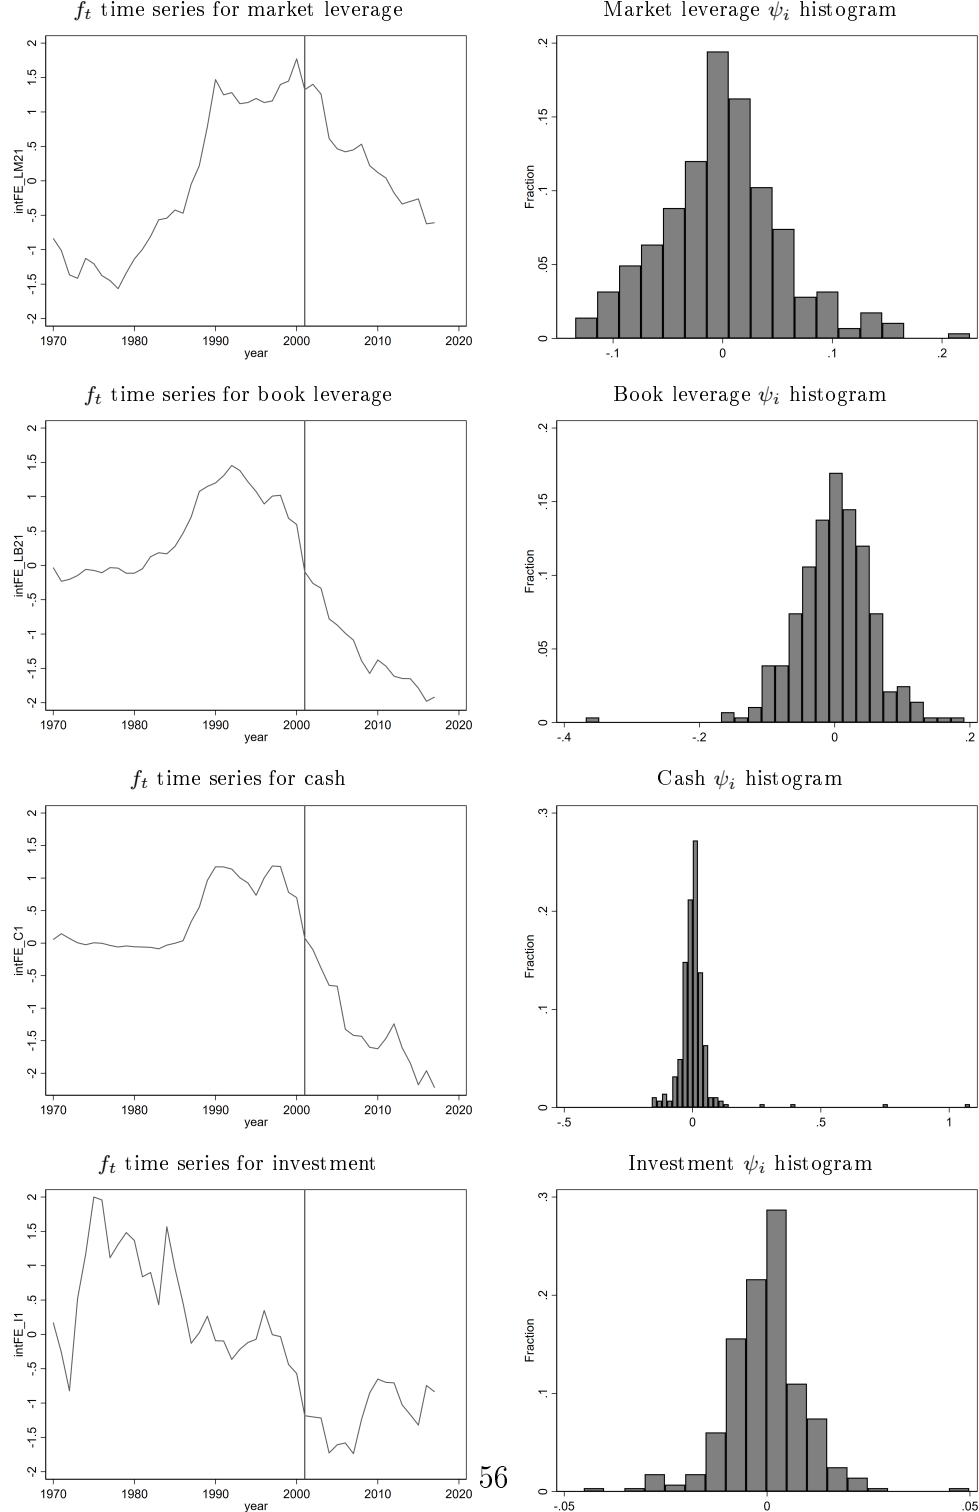 f_t time series for market leverage
2
1.5
1
.5
0
-.5
-1
-1.5
-2
intFE_LM21
1970 1980 1990 2000 2010 2020
year
Market leverage ψ_i histogram
.2
.15
.1
.05
0
Fraction
-.1 0 .1 .2
f_t time series for book leverage
2
1.5
1
.5
0
-.5
-1
-1.5
-2
intFE_LB21
1970 1980 1990 2000 2010 2020
year
Book leverage ψ_i histogram
.2
.15
.1
.05
0
Fraction
-.4 -.2 0 .2
f_t time series for cash
2
1.5
1
.5
0
-.5
-1
-1.5
-2
intFE_C1
1970 1980 1990 2000 2010 2020
year
Cash ψ_i histogram
.3
.2
.1
0
Fraction
-.5 0 .5 1
f_t time series for investment
2
1.5
1
.5
0
-.5
-1
-1.5
-2
intFE_I1
1970 1980 1990 2000 2010 2020
year
Investment ψ_i histogram
.3
.2
.1
0
Fraction
-.05 0 .05
56